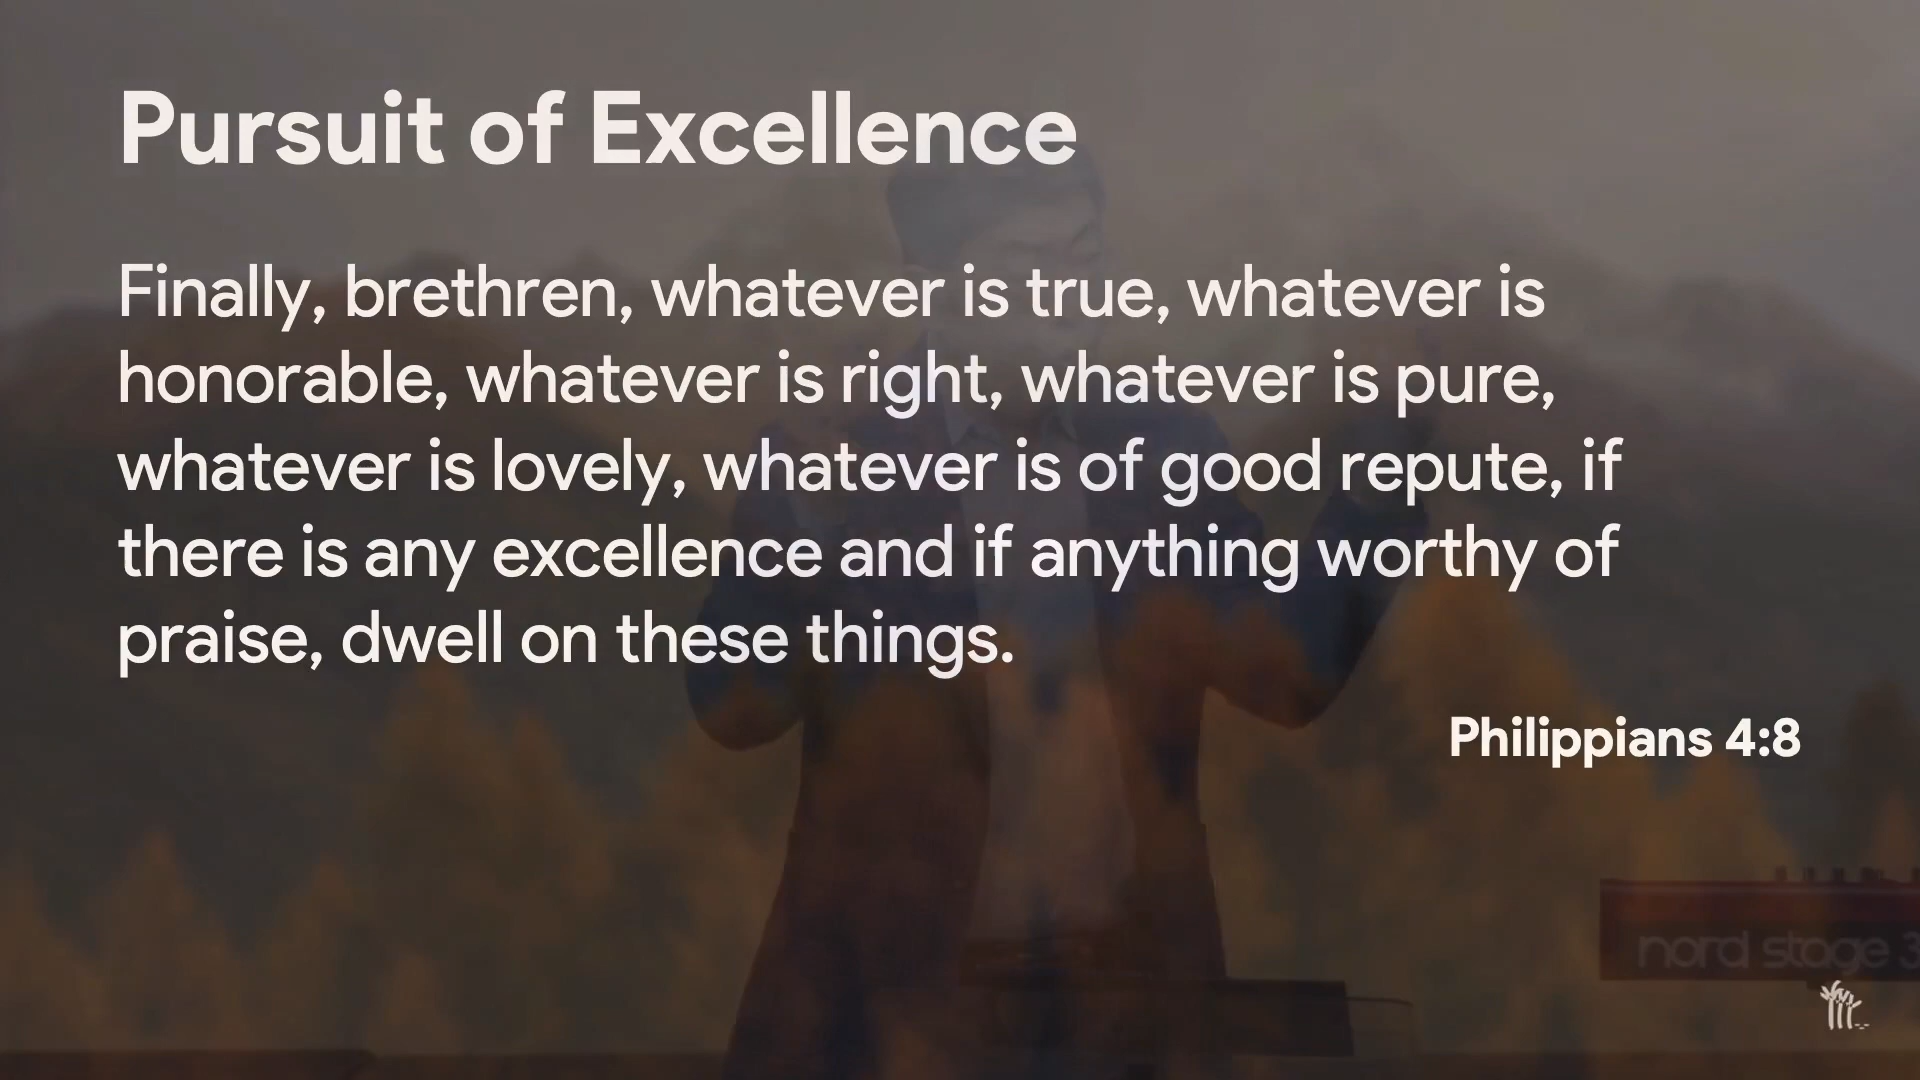 Pursuit of Excellence
Finally, brethren, whatever is true, whatever is
honorable, whatever is right, whatever is pure,
whatever is lovely, whatever is of good repute, if
there is any excellence and if anything worthy of
praise, dwell on these things.
Philippians 4:8
nord stage 3